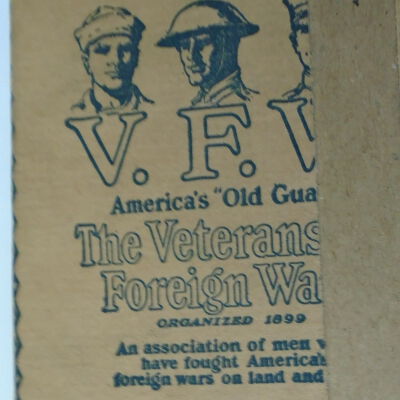 V. F. V
America's "Old Gua
The Veterans
Foreign Wa
ORGANIZED 1899
An association of men w
have fought America's
foreign wars on land and